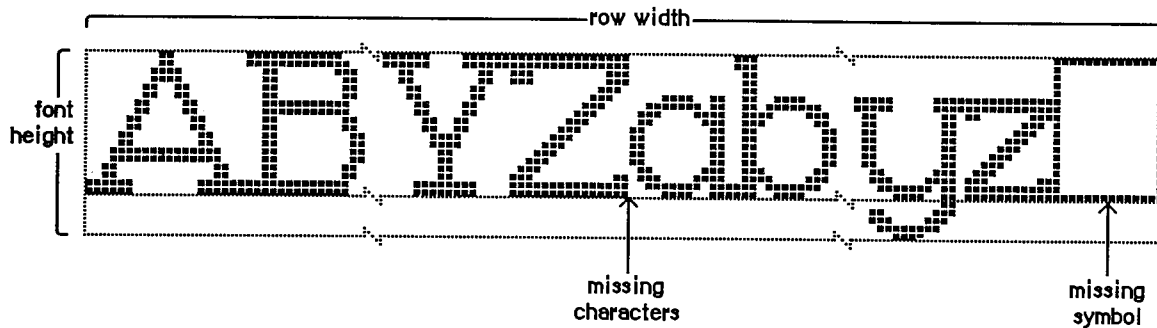 row width
font
height
ABYZabyz
missing
characters
missing
symbol